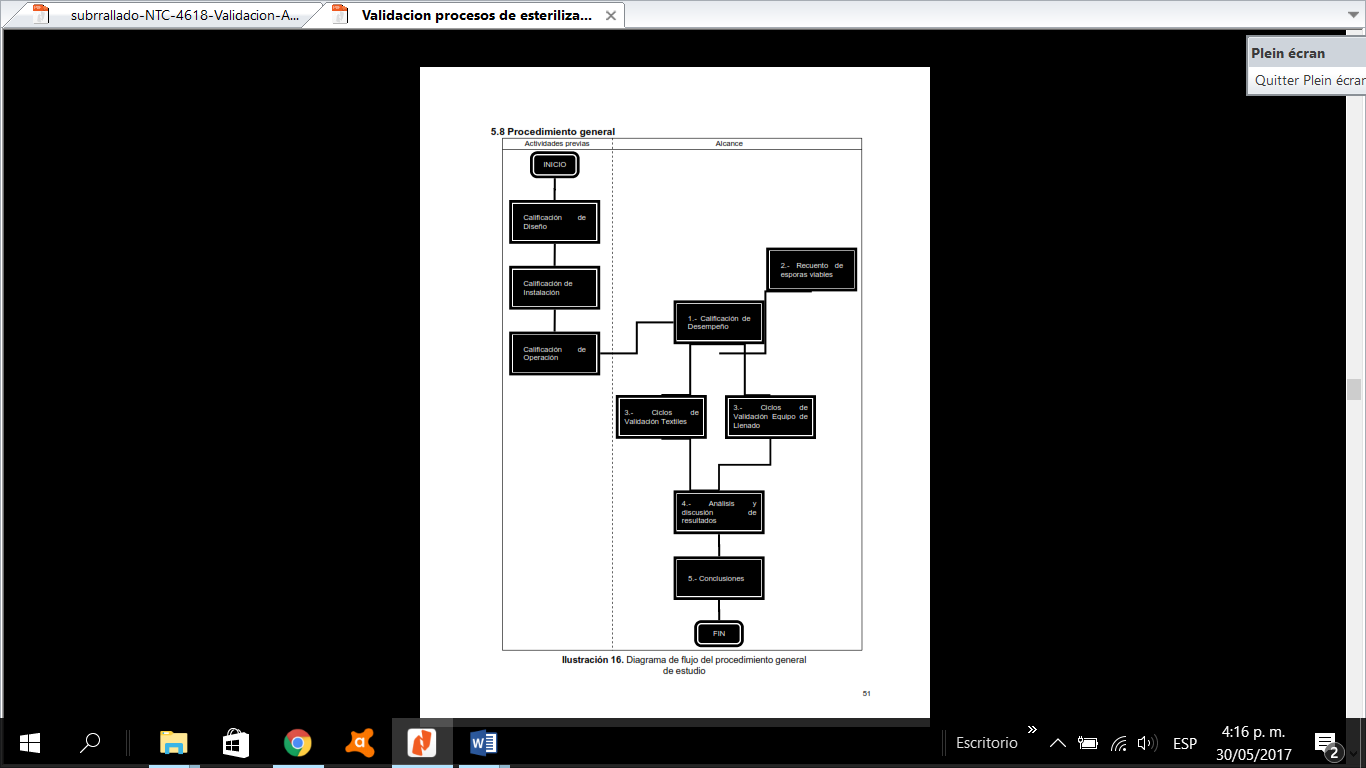 subrrallado-NTC-4618-Validacion-A...
Validacion procesos de esteriliza...
Plein écran
Quitter Plein écran
5.8 Procedimiento general
Actividades previas
Alcance
INICIO
Calificación de
Diseño
Calificación de
Instalación
Calificación de
Operación
2.- Recuento de
esporas viables
1.- Calificación de
Desempeño
3.- Ciclos de
Validación Textiles
3.- Ciclos de
Validación Equipo de
Llenado
4.- Análisis y
discusión de
resultados
5.- Conclusiones
FIN
Ilustración 16. Diagrama de flujo del procedimiento general
de estudio
51
Escritorio
ESP
4:16 p. m.
30/05/2017
2